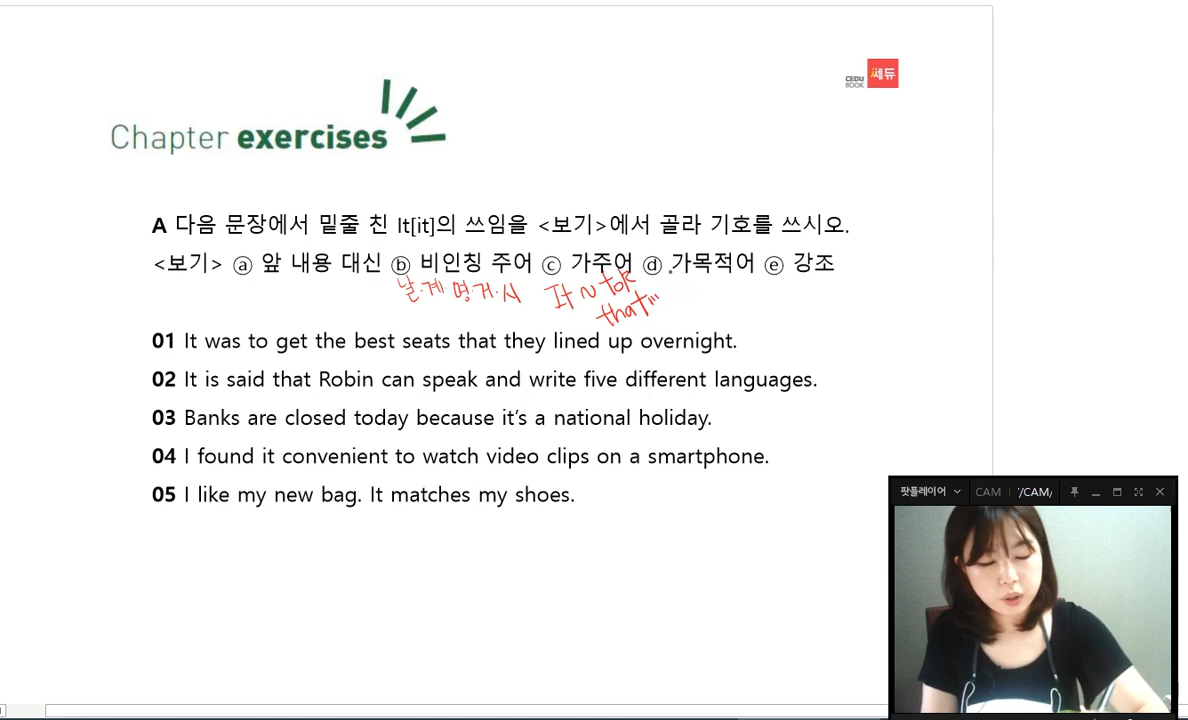 CEDU
BOOK
쎄듀
Chapter exercises
A 다음 문장에서 밑줄 친 It[it]의 쓰임을 <보기>에서 골라 기호를 쓰시오.
<보기> ⓐ 앞 내용 대신 ⓑ 비인칭 주어 ⓒ 가주어 ⓓ 가목적어 ⓔ 강조
날·계·명·거·시
It ~ to R
that
01 It was to get the best seats that they lined up overnight.
02 It is said that Robin can speak and write five different languages.
03 Banks are closed today because it's a national holiday.
04 I found it convenient to watch video clips on a smartphone.
05 I like my new bag. It matches my shoes.
팟플레이어
CAM
'/CAM/